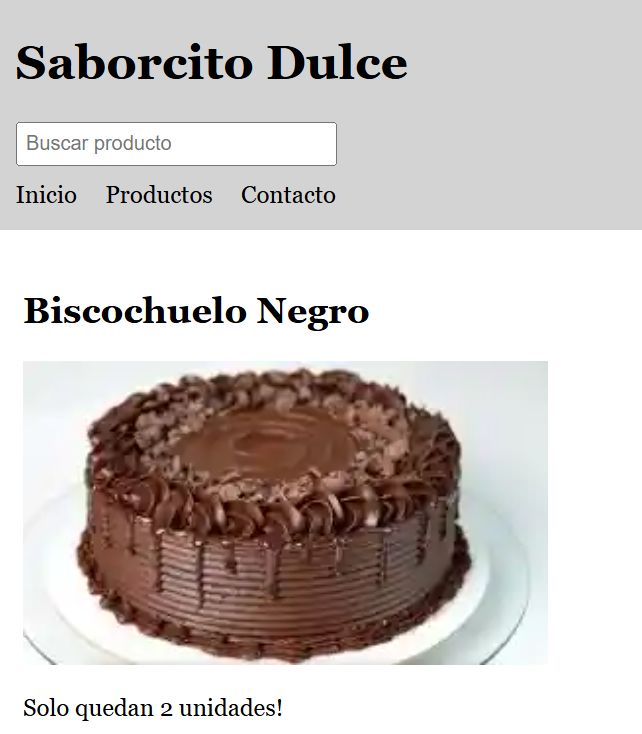 Saborcito Dulce
Buscar producto
Inicio Productos Contacto
Biscochuelo Negro
Solo quedan 2 unidades!